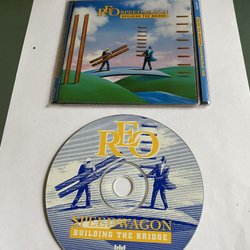 REO SPEEDWAGON
BUILDING THE BRIDGE
REO
SPEEDWAGON
BUILDING THE BRIDGE